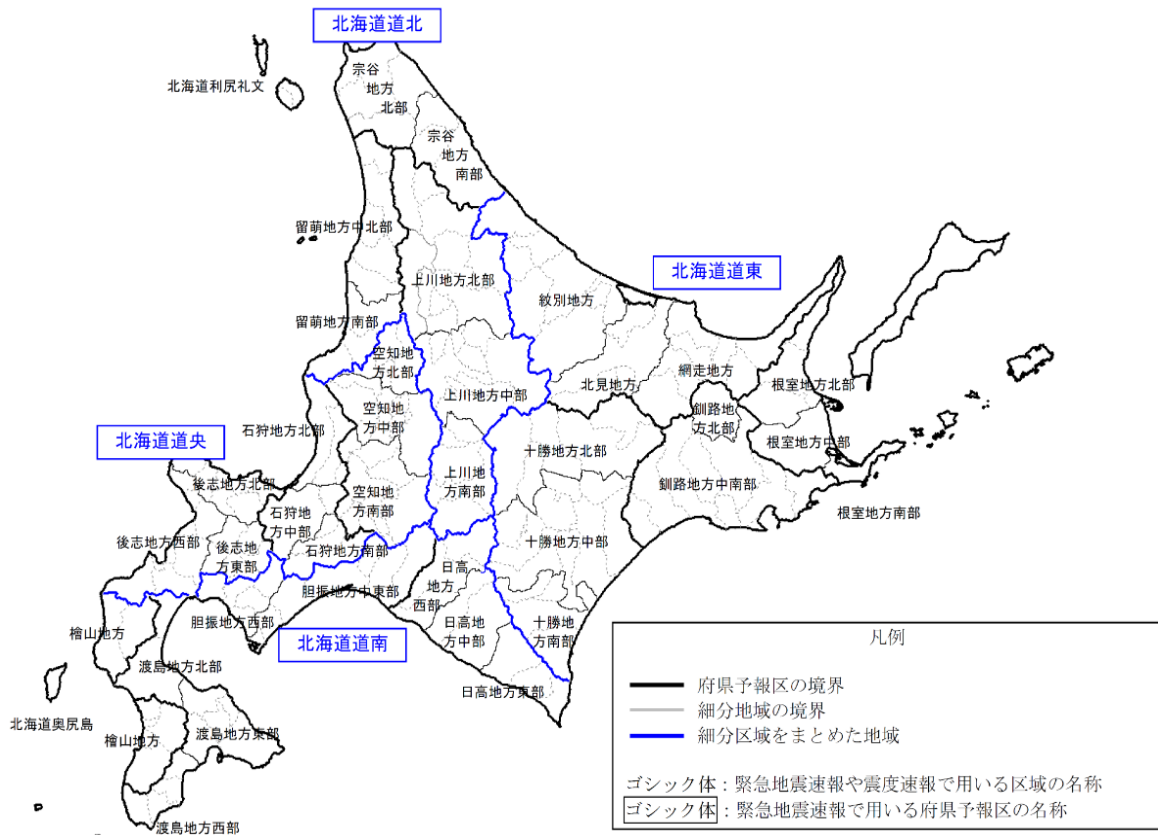 北海道道北
宗谷
地方
北部
北海道利尻礼文
宗谷
地方
南部
留萌地方中北部
北海道道東
上川地方北部
紋別地方
留萌地方南部
空知地
方北部
網走地方
北見地方
根室地方北部
上川地方中部
空知地
方中部
釧路地
方北部
石狩地方北部
北海道道央
根室地方中部
十勝地方北部
上川地
方南部
後志地方北部
空知地
方南部
釧路地方中南部
石狩地
方中部
根室地方南部
後志地方西部
後志地
方東部
石狩地方南部
十勝地方中部
日高
地方
西部
胆振地方中東部
胆振地方西部
日高地
方中部
十勝地
方南部
檜山地方
北海道道南
渡島地方北部
日高地方東部
北海道奥尻島
檜山地方
渡島地方東部
渡島地方西部
凡例
府県予報区の境界
細分地域の境界
細分区域をまとめた地域
ゴシック体：緊急地震速報や震度速報で用いる区域の名称
ゴシック体：緊急地震速報で用いる府県予報区の名称